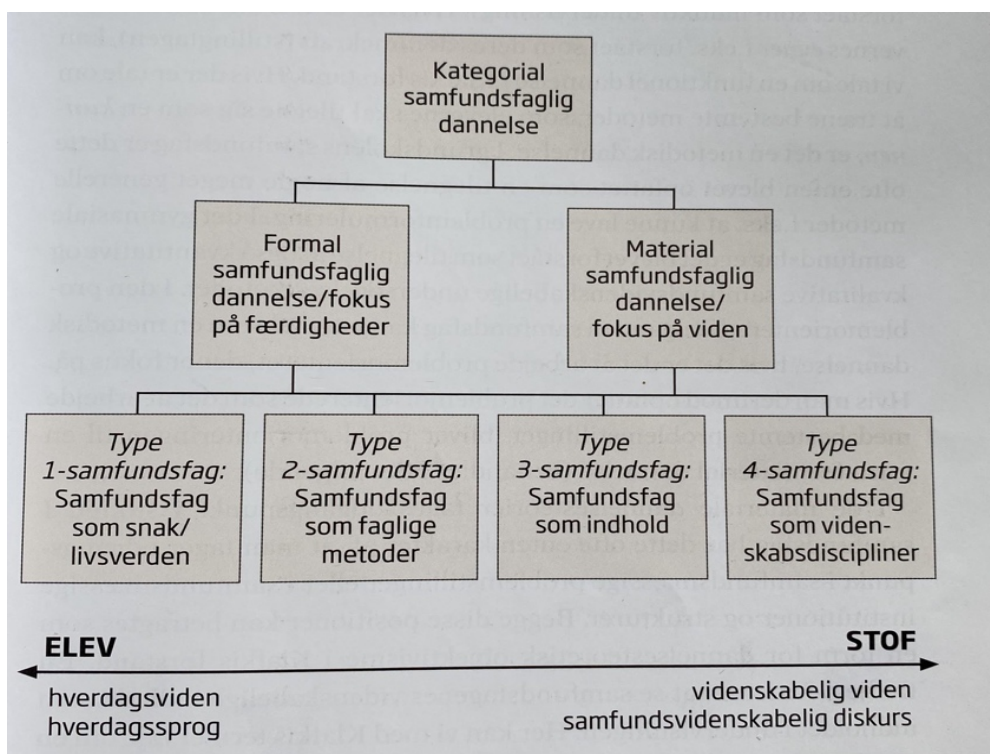 Kategorial
samfundsfaglig
dannelse
Formal
samfundsfaglig
dannelse/fokus
på færdigheder
Material
samfundsfaglig
dannelse/
fokus på viden
Type
1-samfundsfag:
Samfundsfag
som snak/
livsverden
Type
2-samfundsfag:
Samfundsfag
som faglige
metoder
Type
3-samfundsfag:
Samfundsfag
som indhold
Type
4-samfundsfag:
Samfundsfag
som viden-
skabsdiscipliner
ELEV
STOF
hverdagsviden
hverdagssprog
videnskabelig viden
samfundsvidenskabelig diskurs